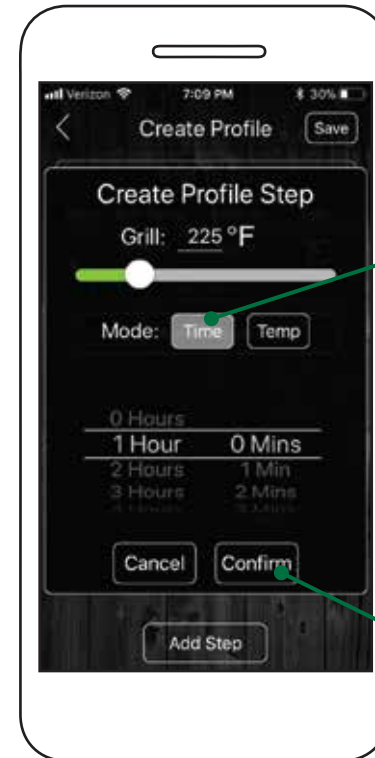 Verizon 7:09 PM 30%
Create Profile Save
Create Profile Step
Grill: 225 °F
Mode: Time Temp
0 Hours
1 Hour 0 Mins
2 Hours 1 Min
3 Hours 2 Mins
Cancel Confirm
Add Step